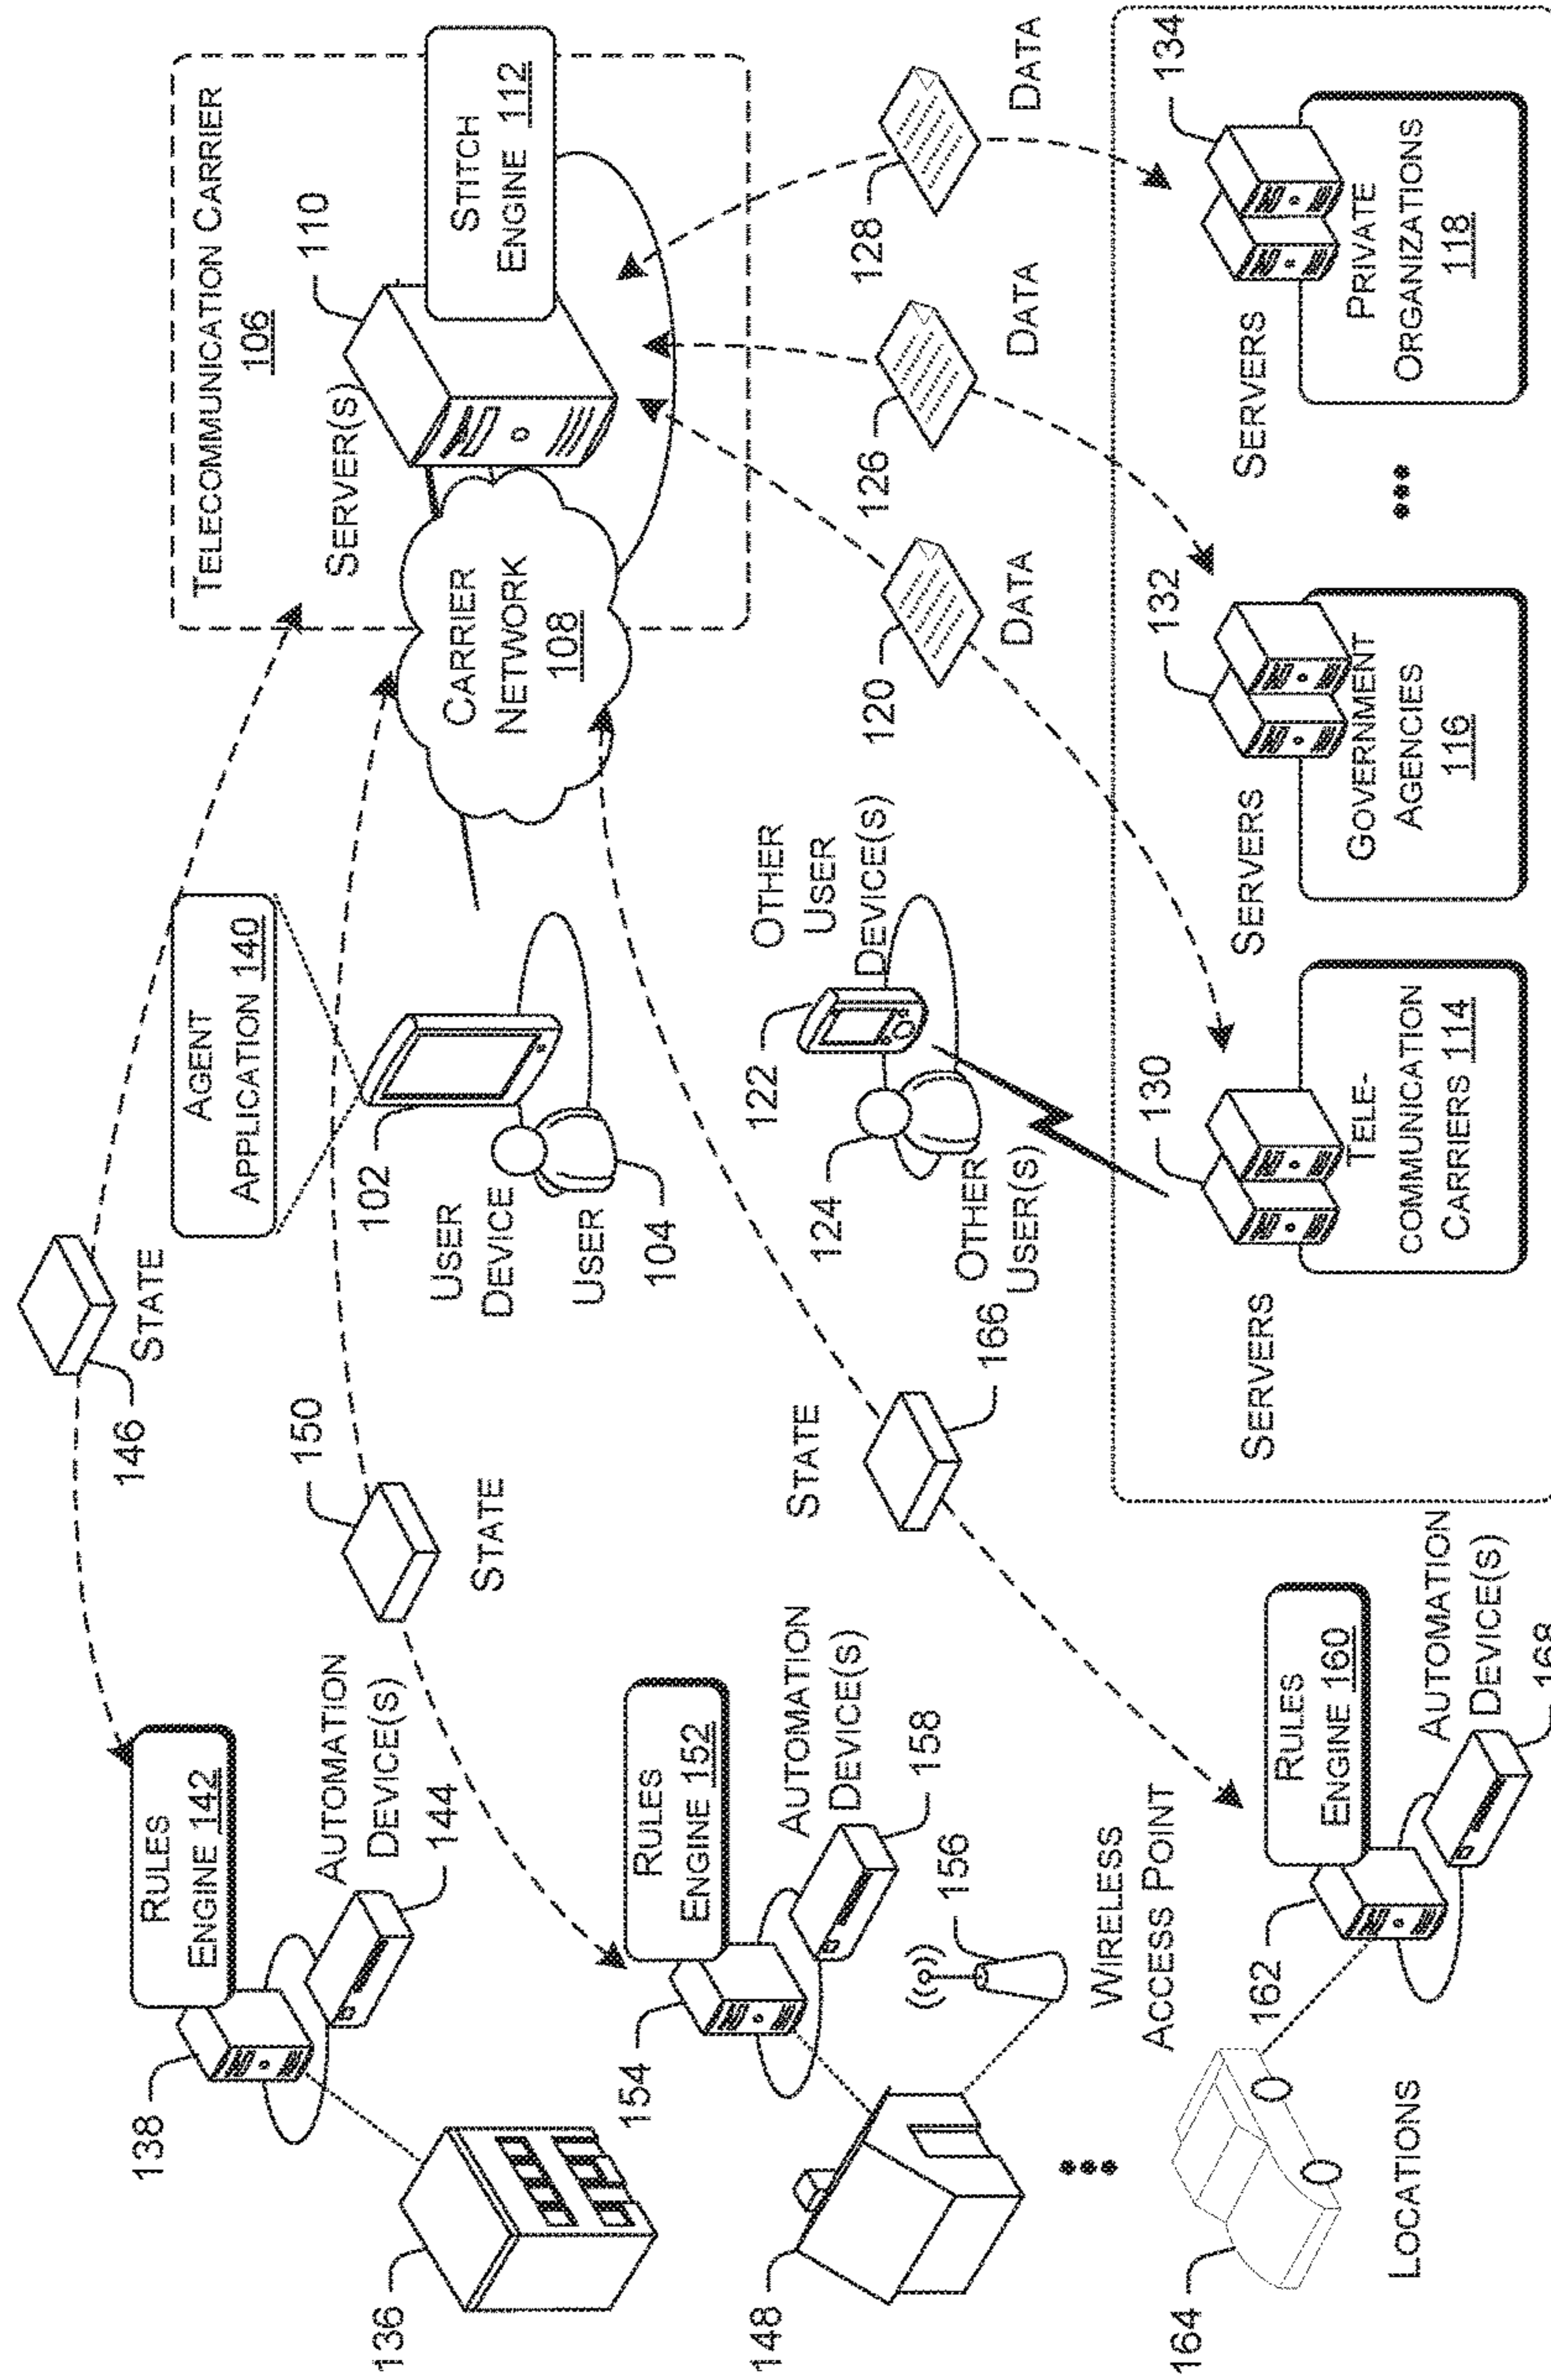 146
STATE
AGENT
APPLICATION 140
TELECOMMUNICATION CARRIER
106
SERVER(S)
110
STITCH
ENGINE 112
CARRIER
NETWORK
108
RULES
ENGINE 142
138
AUTOMATION
DEVICE(S)
144
136
150
STATE
102
USER
DEVICE
USER
104
RULES
ENGINE 152
154
AUTOMATION
DEVICE(S)
158
156
WIRELESS
ACCESS POINT
148
STATE
166
122
OTHER
USER
DEVICE(S)
124
OTHER
USER(S)
120
DATA
126
DATA
128
DATA
RULES
ENGINE 160
162
AUTOMATION
DEVICE(S)
168
164
LOCATIONS
SERVERS
130
TELE-
COMMUNICATION
CARRIERS 114
SERVERS
132
GOVERNMENT
AGENCIES
116
SERVERS
134
PRIVATE
ORGANIZATIONS
118